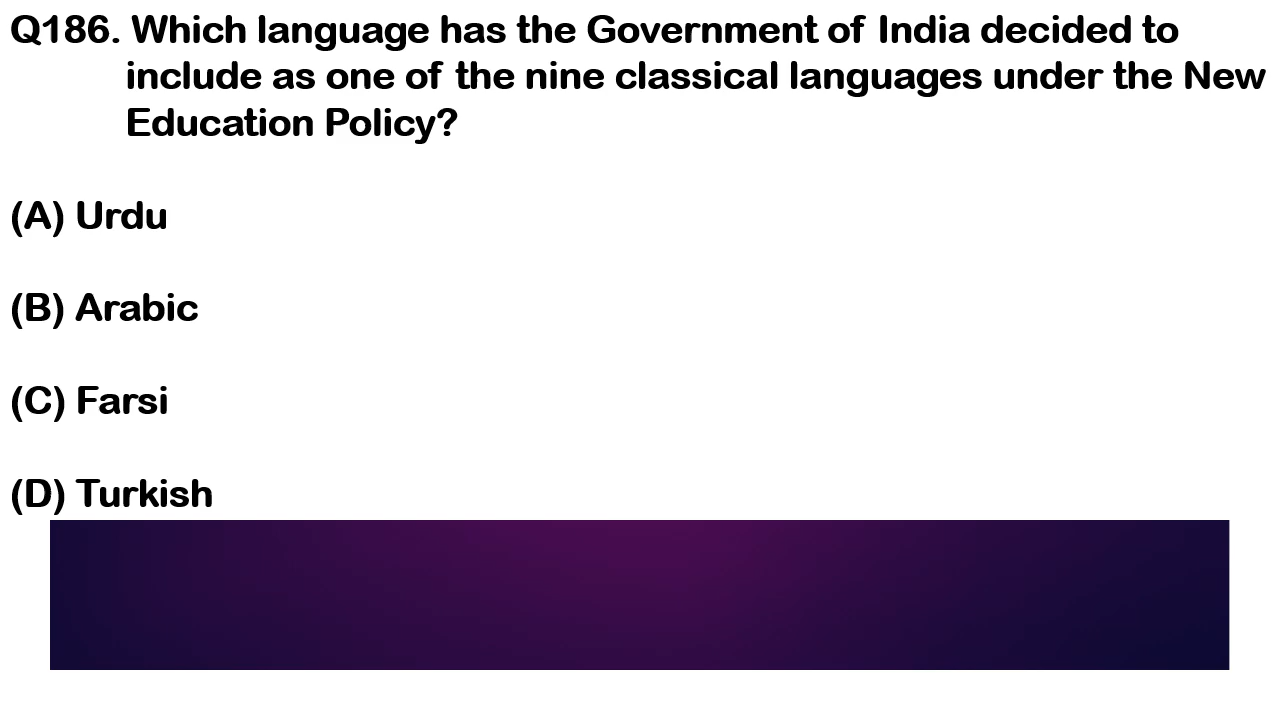 Q186. Which language has the Government of India decided to
include as one of the nine classical languages under the New
Education Policy?
(A) Urdu
(B) Arabic
(C) Farsi
(D) Turkish